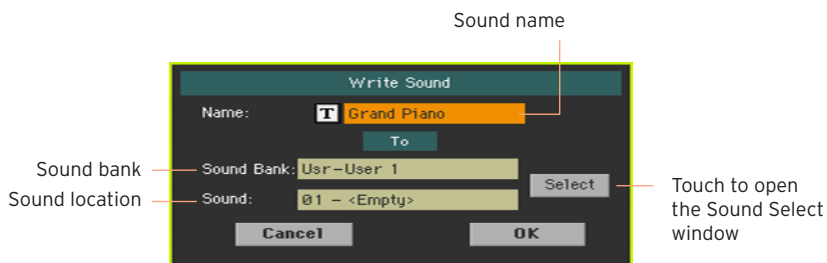 Sound name
Write Sound
Name: T Grand Piano
To
Sound bank
Sound Bank: Usr-User 1
Select
Sound location
Sound: 01 - <Empty>
Touch to open
the Sound Select
window
Cancel OK